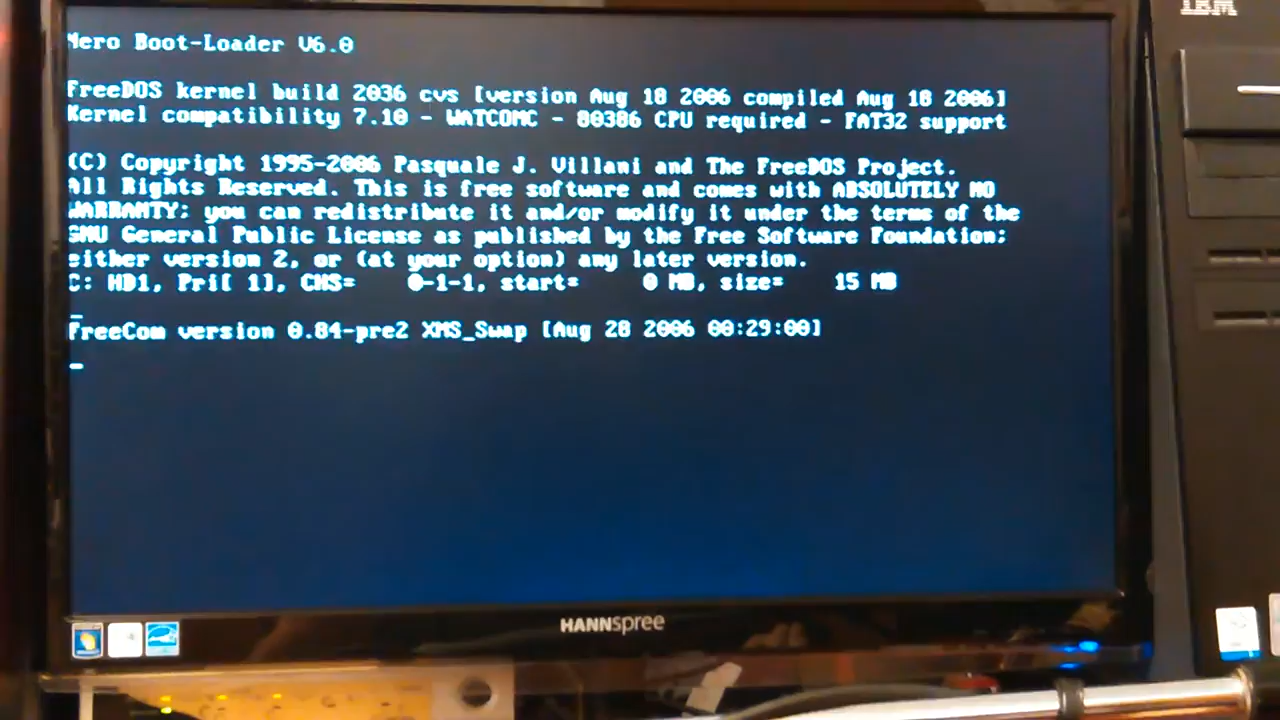 Nero Boot-Loader V6.0
FreeDOS kernel build 2036 cvs [version Aug 18 2006 compiled Aug 18 2006]
Kernel compatibility 7.10 - WATCOMC - 80386 CPU required - FAT32 support
(C) Copyright 1995-2006 Pasquale J. Villani and The FreeDOS Project.
All Rights Reserved. This is free software and comes with ABSOLUTELY NO
WARRANTY; you can redistribute it and/or modify it under the terms of the
GNU General Public License as published by the Free Software Foundation;
either version 2, or (at your option) any later version.
C: HD1, Pri[ 1], CHS=    0-1-1, start=     0 MB, size=    15 MB
FreeCom version 0.84-pre2 XMS_Swap [Aug 28 2006 00:29:00]
HANNspree
IBM